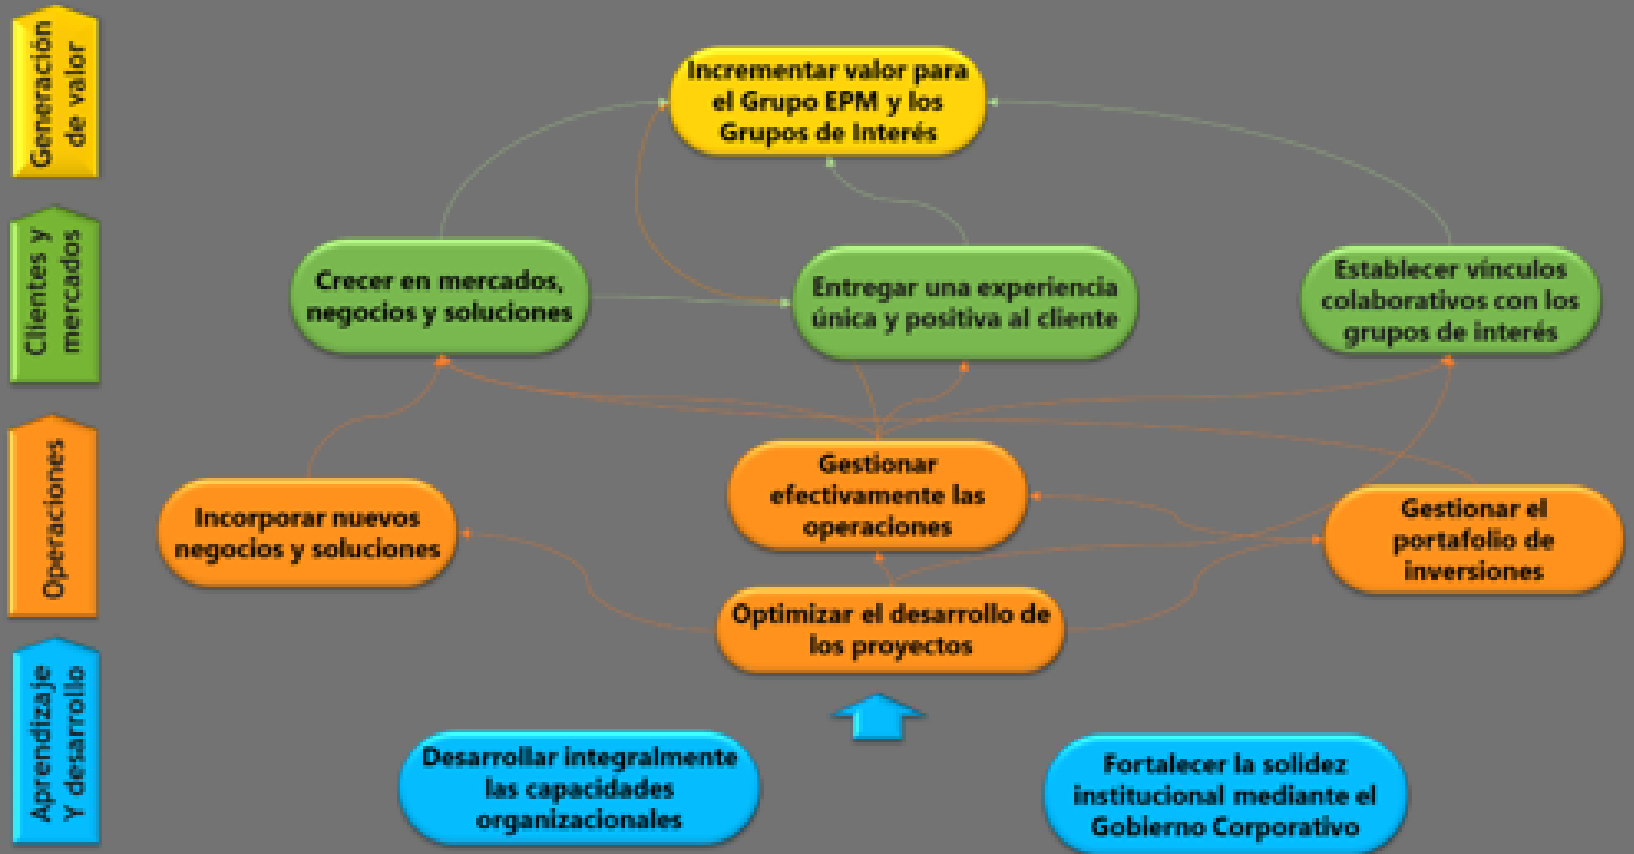 Generación
de valor
Incrementar valor para
el Grupo EPM y los
Grupos de Interés
Clientes y
mercados
Crecer en mercados,
negocios y soluciones
Entregar una experiencia
única y positiva al cliente
Establecer vínculos
colaborativos con los
grupos de interés
Operaciones
Incorporar nuevos
negocios y soluciones
Gestionar
efectivamente las
operaciones
Gestionar el
portafolio de
inversiones
Optimizar el desarrollo de
los proyectos
Aprendizaje
Y desarrollo
Desarrollar integralmente
las capacidades
organizacionales
Fortalecer la solidez
institucional mediante el
Gobierno Corporativo